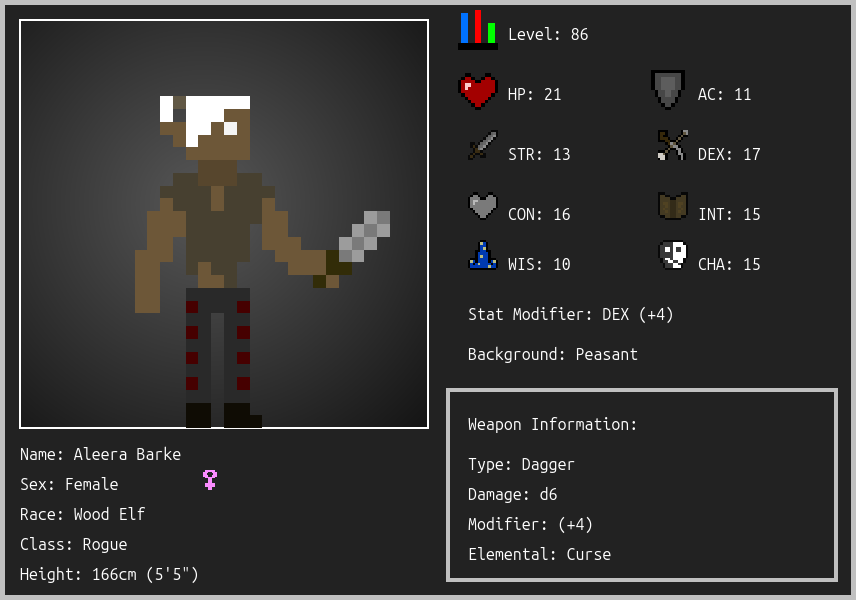 Level: 86
HP: 21
AC: 11
STR: 13
DEX: 17
CON: 16
INT: 15
WIS: 10
CHA: 15
Stat Modifier: DEX (+4)
Background: Peasant
Weapon Information:
Type: Dagger
Damage: d6
Modifier: (+4)
Elemental: Curse
Name: Aleera Barke
Sex: Female
Race: Wood Elf
Class: Rogue
Height: 166cm (5'5")